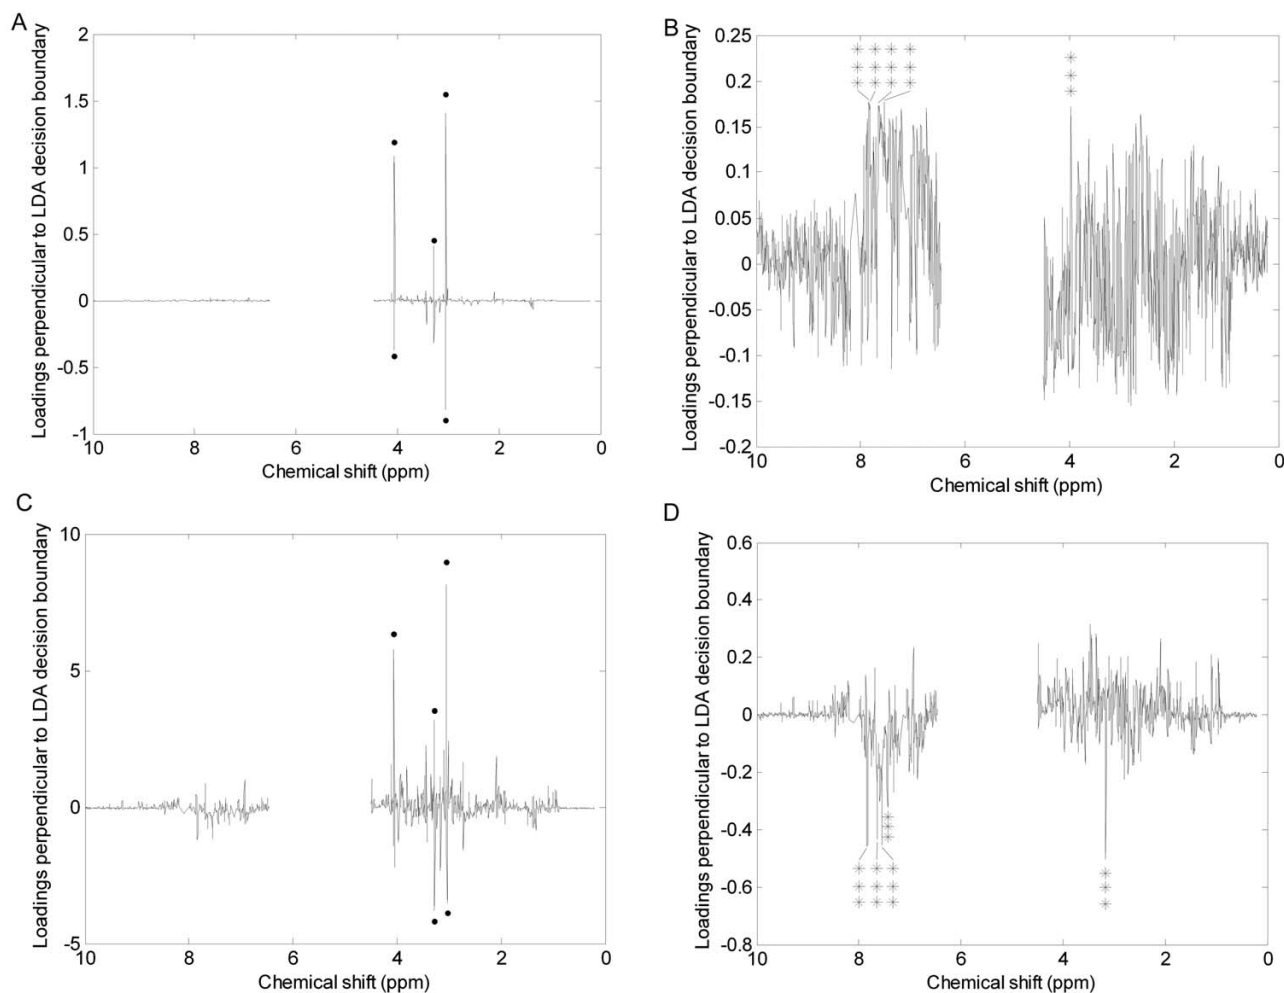 A
Loadings perpendicular to LDA decision boundary
2
1.5
1
0.5
0
-0.5
-1
10 8 6 4 2 0
Chemical shift (ppm)
B
Loadings perpendicular to LDA decision boundary
0.25
0.2
0.15
0.1
0.05
0
-0.05
-0.1
-0.15
-0.2
10 8 6 4 2 0
Chemical shift (ppm)
C
Loadings perpendicular to LDA decision boundary
10
5
0
-5
10 8 6 4 2 0
Chemical shift (ppm)
D
Loadings perpendicular to LDA decision boundary
0.6
0.4
0.2
0
-0.2
-0.4
-0.6
-0.8
10 8 6 4 2 0
Chemical shift (ppm)